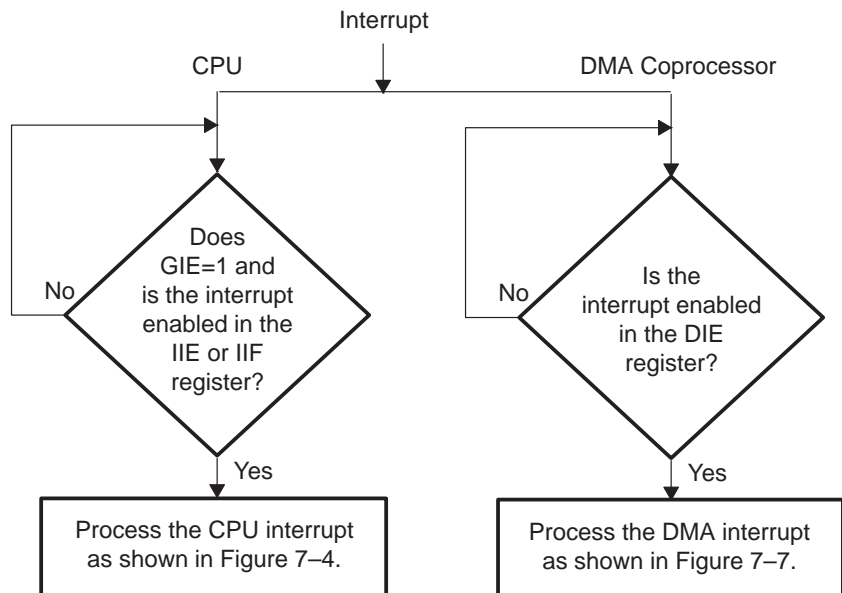 Interrupt
CPU
DMA Coprocessor
Does
GIE=1 and
is the interrupt
enabled in the
IIE or IIF
register?
No
Yes
Process the CPU interrupt
as shown in Figure 7–4.
Is the
interrupt enabled
in the DIE
register?
No
Yes
Process the DMA interrupt
as shown in Figure 7–7.